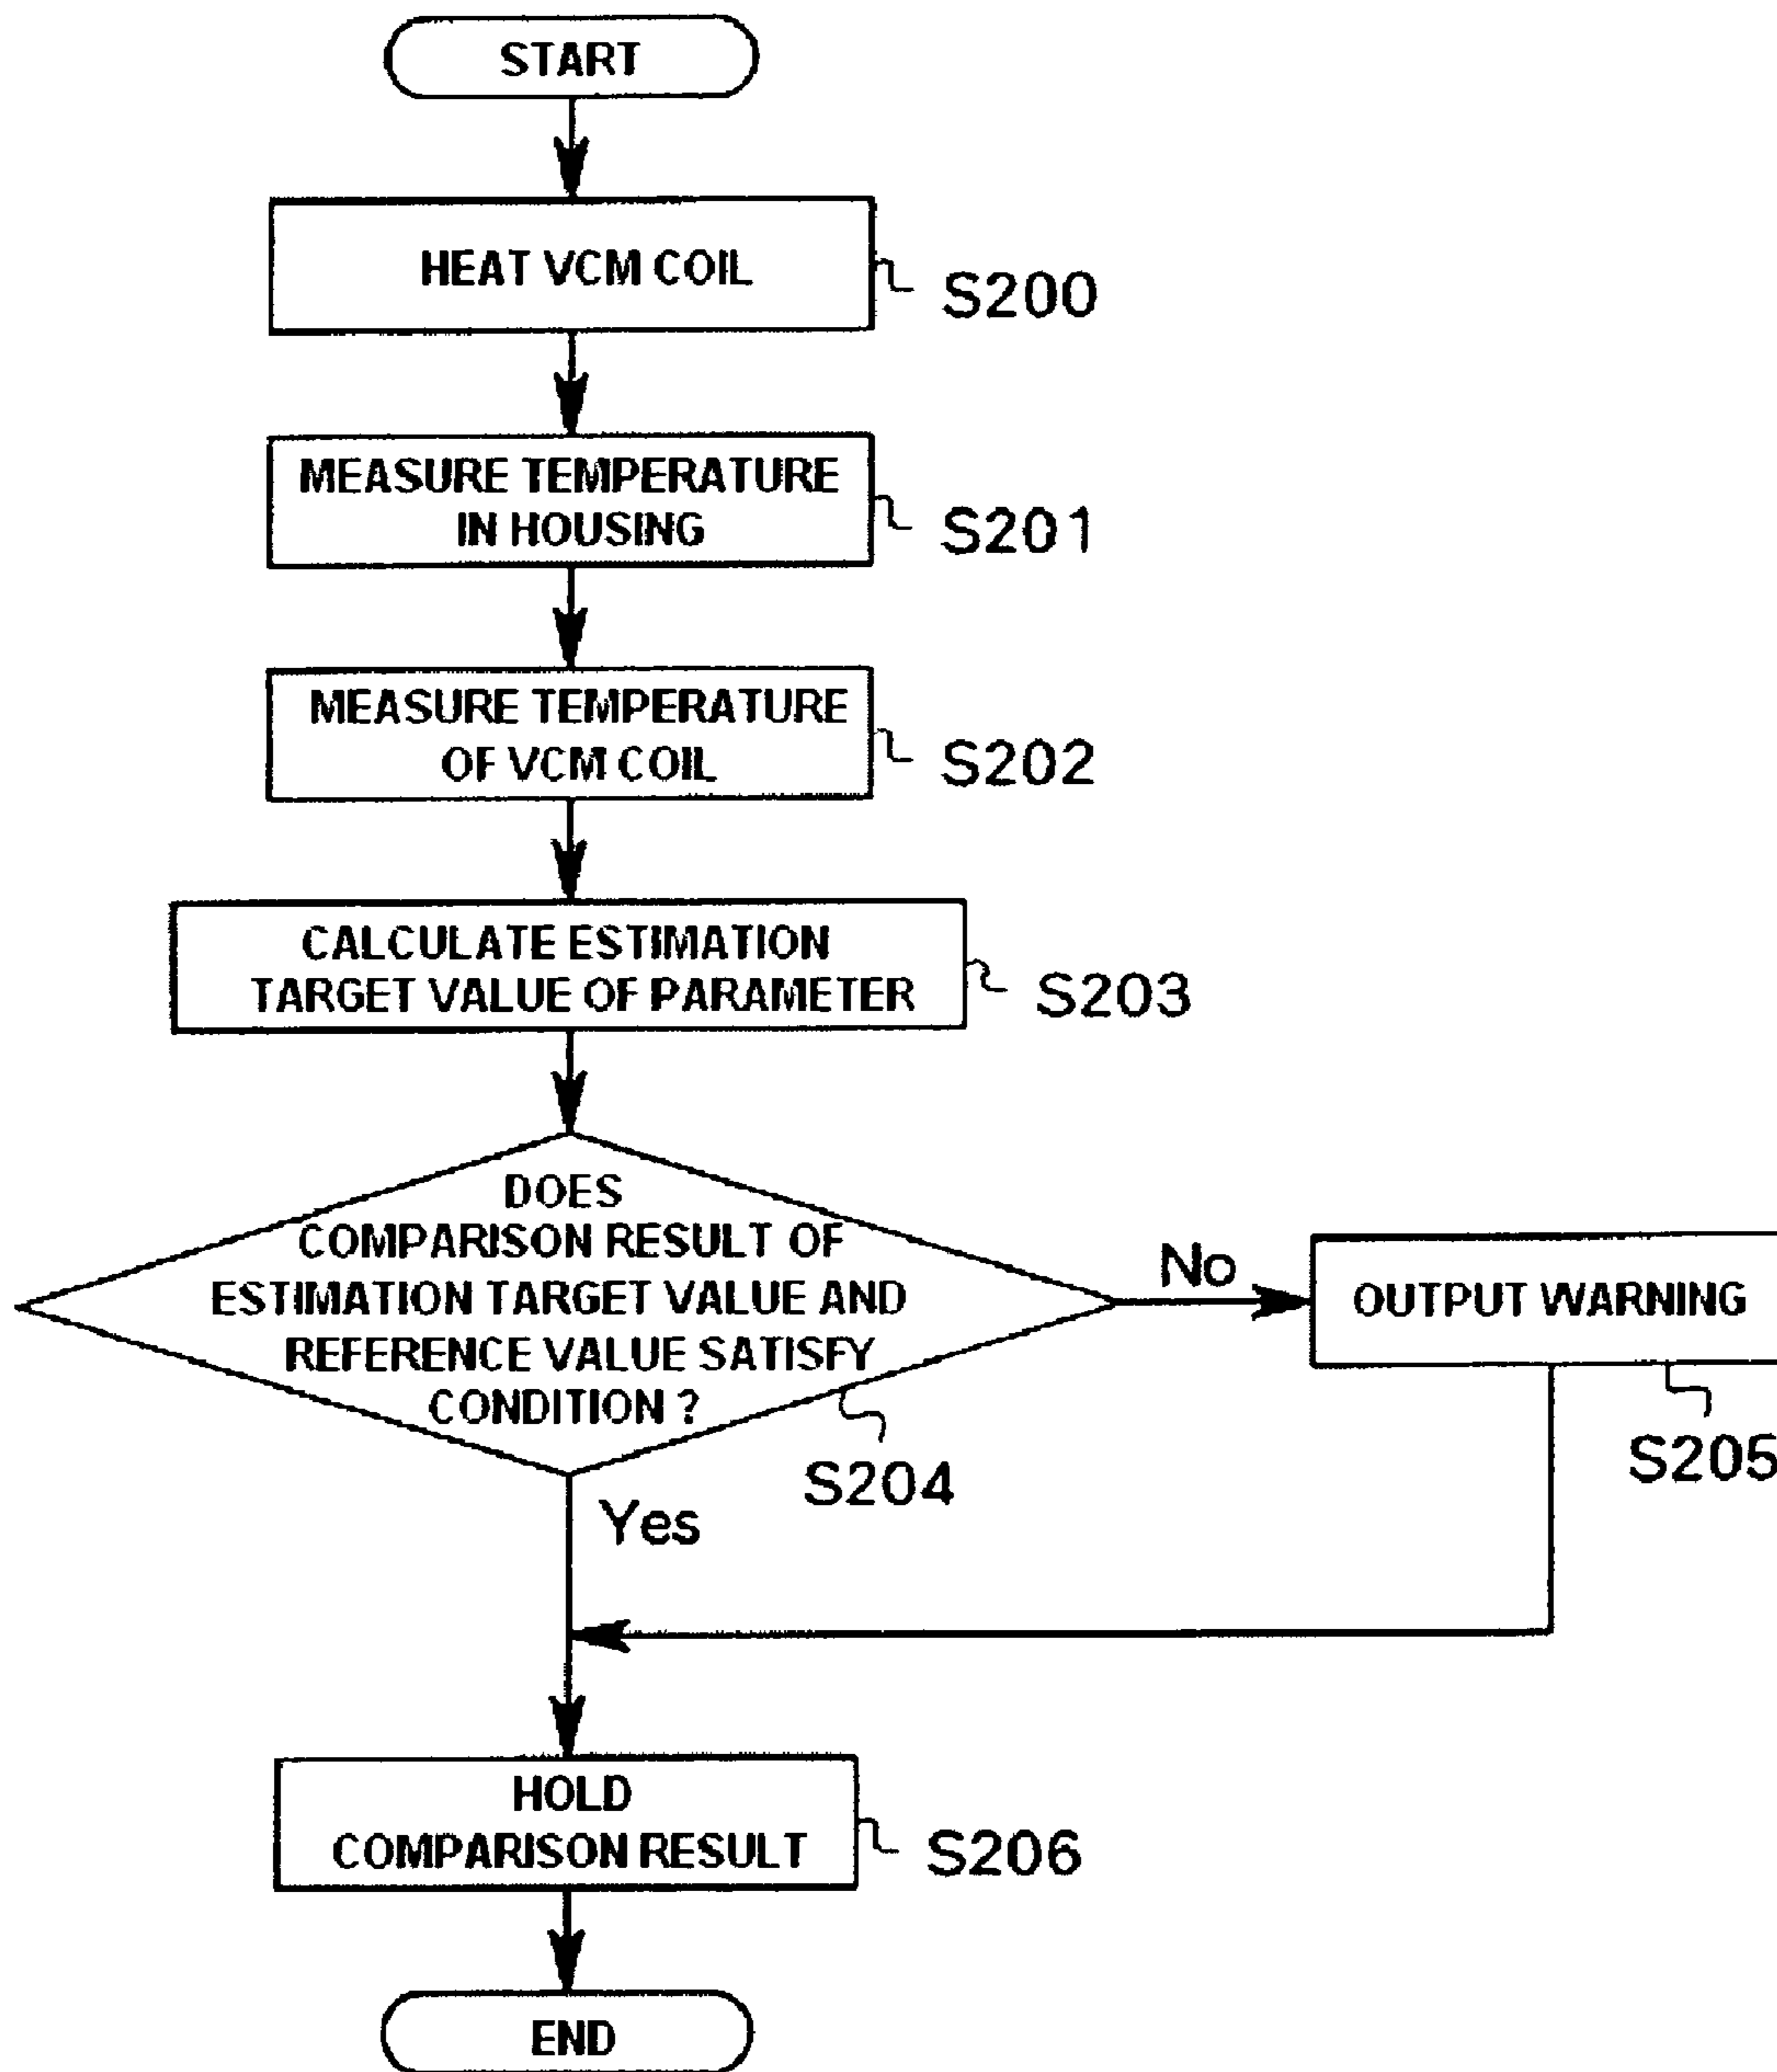 START
HEAT VCM COIL
S200
MEASURE TEMPERATURE
IN HOUSING
S201
MEASURE TEMPERATURE
OF VCM COIL
S202
CALCULATE ESTIMATION
TARGET VALUE OF PARAMETER
S203
DOES
COMPARISON RESULT OF
ESTIMATION TARGET VALUE AND
REFERENCE VALUE SATISFY
CONDITION ?
S204
No
OUTPUT WARNING
S205
Yes
HOLD
COMPARISON RESULT
S206
END